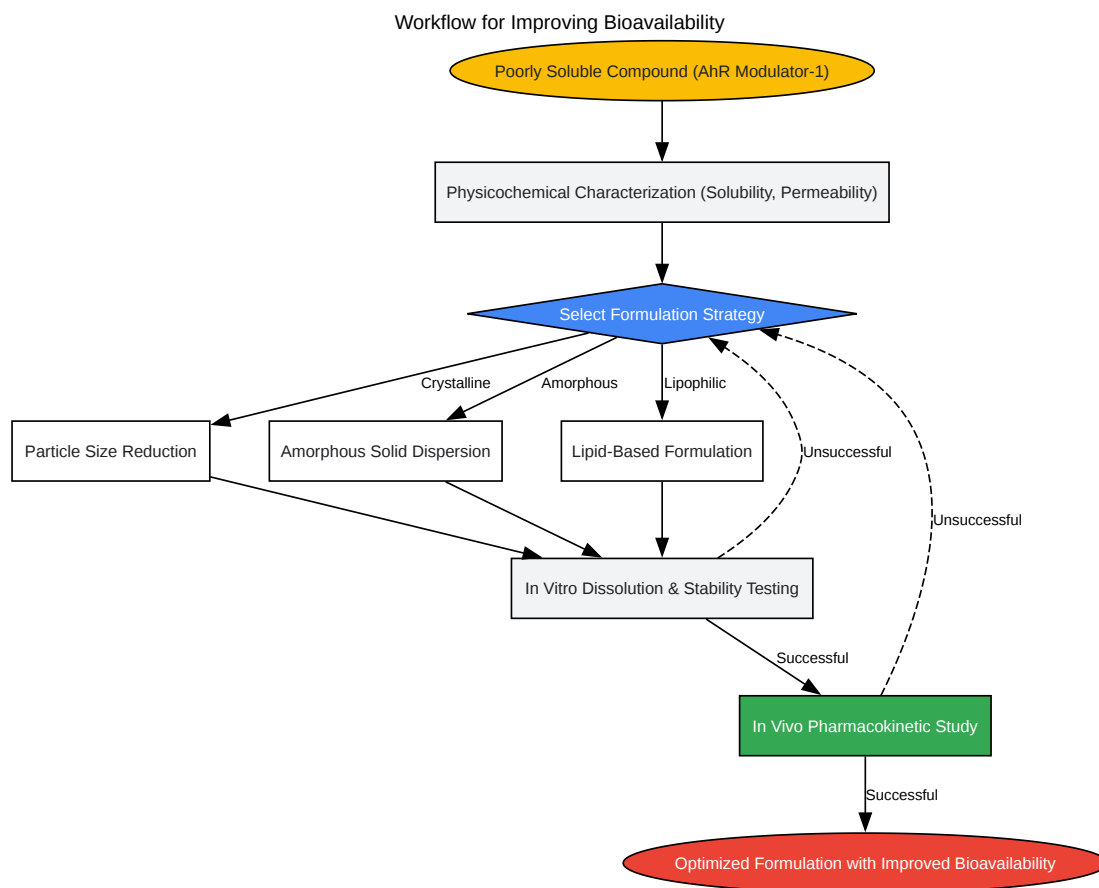 Workflow for Improving Bioavailability
Poorly Soluble Compound (AhR Modulator-1)
Physicochemical Characterization (Solubility, Permeability)
Select Formulation Strategy
Crystalline
Amorphous
Lipophilic
Particle Size Reduction
Amorphous Solid Dispersion
Lipid-Based Formulation
Unsuccessful
Unsuccessful
In Vitro Dissolution & Stability Testing
Successful
In Vivo Pharmacokinetic Study
Successful
Optimized Formulation with Improved Bioavailability